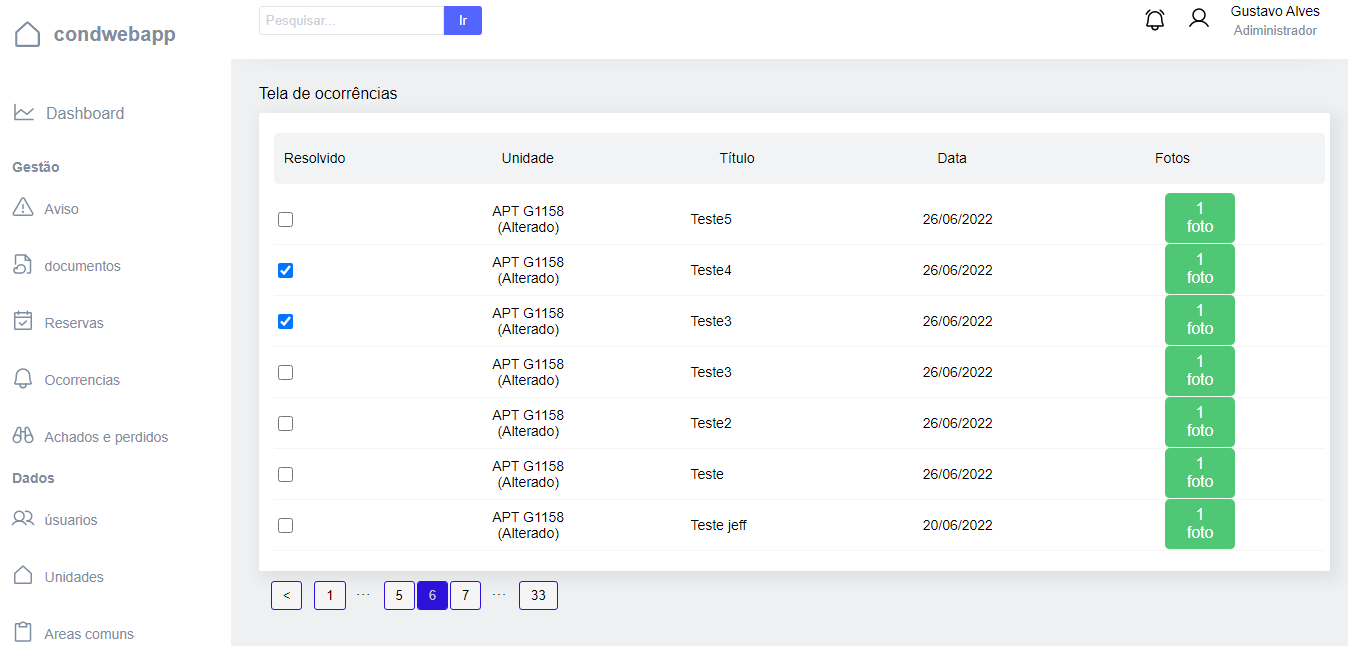 condwebapp
Pesquisar...
Ir
Gustavo Alves
Adiministrador
Dashboard
Gestão
Aviso
documentos
Reservas
Ocorrencias
Achados e perdidos
Dados
úsuarios
Unidades
Areas comuns
Tela de ocorrências
Resolvido Unidade Título Data Fotos
APT G1158
(Alterado)
Teste5
26/06/2022
1
foto
APT G1158
(Alterado)
Teste4
26/06/2022
1
foto
APT G1158
(Alterado)
Teste3
26/06/2022
1
foto
APT G1158
(Alterado)
Teste3
26/06/2022
1
foto
APT G1158
(Alterado)
Teste2
26/06/2022
1
foto
APT G1158
(Alterado)
Teste
26/06/2022
1
foto
APT G1158
(Alterado)
Teste jeff
20/06/2022
1
foto
< 1 ··· 5 6 7 ··· 33